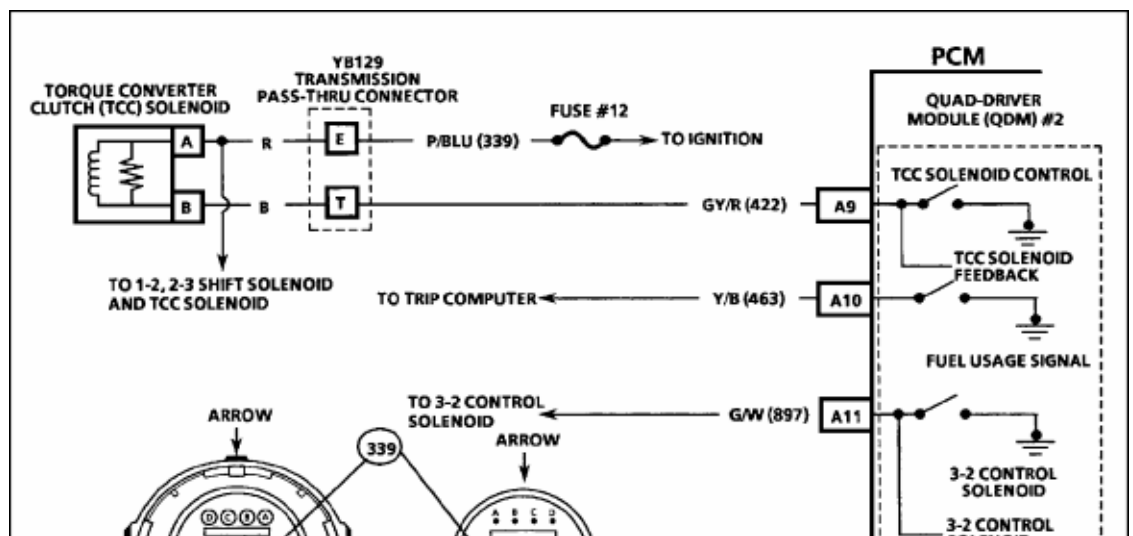 PCM
YB129
TRANSMISSION
PASS-THRU CONNECTOR
TORQUE CONVERTER
CLUTCH (TCC) SOLENOID
FUSE #12
QUAD-DRIVER
MODULE (QDM) #2
A
R
E
P/BLU (339)
TO IGNITION
TCC SOLENOID CONTROL
B
B
T
GY/R (422)
A9
TCC SOLENOID
FEEDBACK
TO 1-2, 2-3 SHIFT SOLENOID
AND TCC SOLENOID
TO TRIP COMPUTER
Y/B (463)
A10
FUEL USAGE SIGNAL
TO 3-2 CONTROL
SOLENOID
G/W (897)
A11
ARROW
339
ARROW
3-2 CONTROL
SOLENOID
D C B A
A B C D
3-2 CONTROL